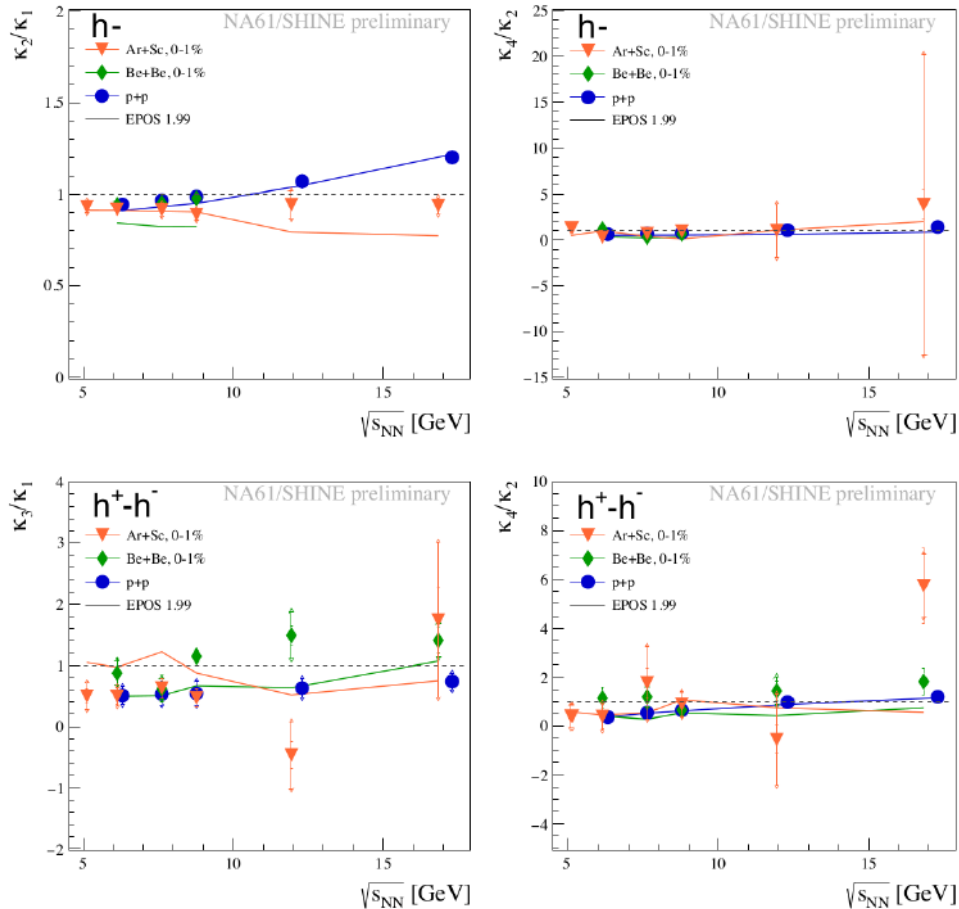 NA61/SHINE preliminary
κ₂/κ₁
h-
Ar+Sc, 0-1%
Be+Be, 0-1%
p+p
EPOS 1.99
2
1.5
1
0.5
0
5 10 15
√sNN [GeV]
NA61/SHINE preliminary
κ₄/κ₂
h-
Ar+Sc, 0-1%
Be+Be, 0-1%
p+p
EPOS 1.99
25
20
15
10
5
0
−5
−10
−15
5 10 15
√sNN [GeV]
NA61/SHINE preliminary
κ₃/κ₁
h⁺-h⁻
Ar+Sc, 0-1%
Be+Be, 0-1%
p+p
EPOS 1.99
4
3
2
1
0
−1
−2
5 10 15
√sNN [GeV]
NA61/SHINE preliminary
κ₄/κ₂
h⁺-h⁻
Ar+Sc, 0-1%
Be+Be, 0-1%
p+p
EPOS 1.99
10
8
6
4
2
0
−2
−4
5 10 15
√sNN [GeV]